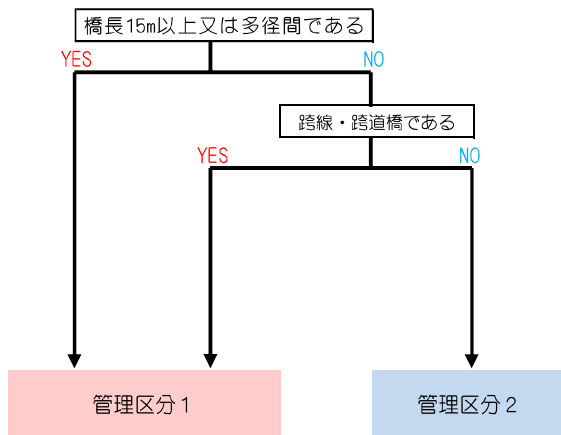 橋長15m以上又は多径間である
YES
NO
跨線・跨道橋である
YES
NO
管理区分１
管理区分２